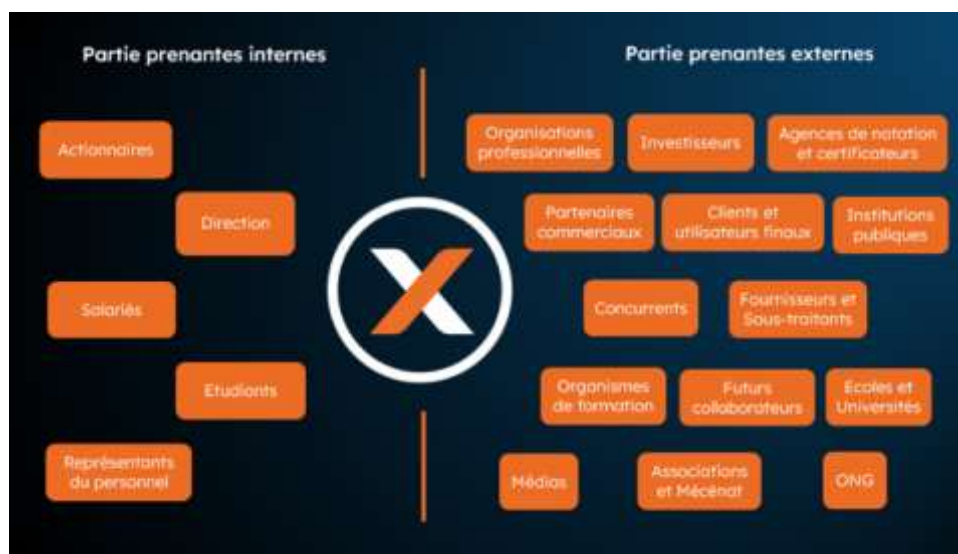 Partie prenantes internes
Partie prenantes externes
Actionnaires
Direction
Salariés
Etudiants
Représentants
du personnel
Organisations
professionnelles
Investisseurs
Agences de notation
et certificateurs
Partenaires
commerciaux
Clients et
utilisateurs finaux
Institutions
publiques
Concurrents
Fournisseurs et
Sous-traitants
Organismes
de formation
Futurs
collaborateurs
Ecoles et
Universités
Médias
Associations
et Mécénat
ONG